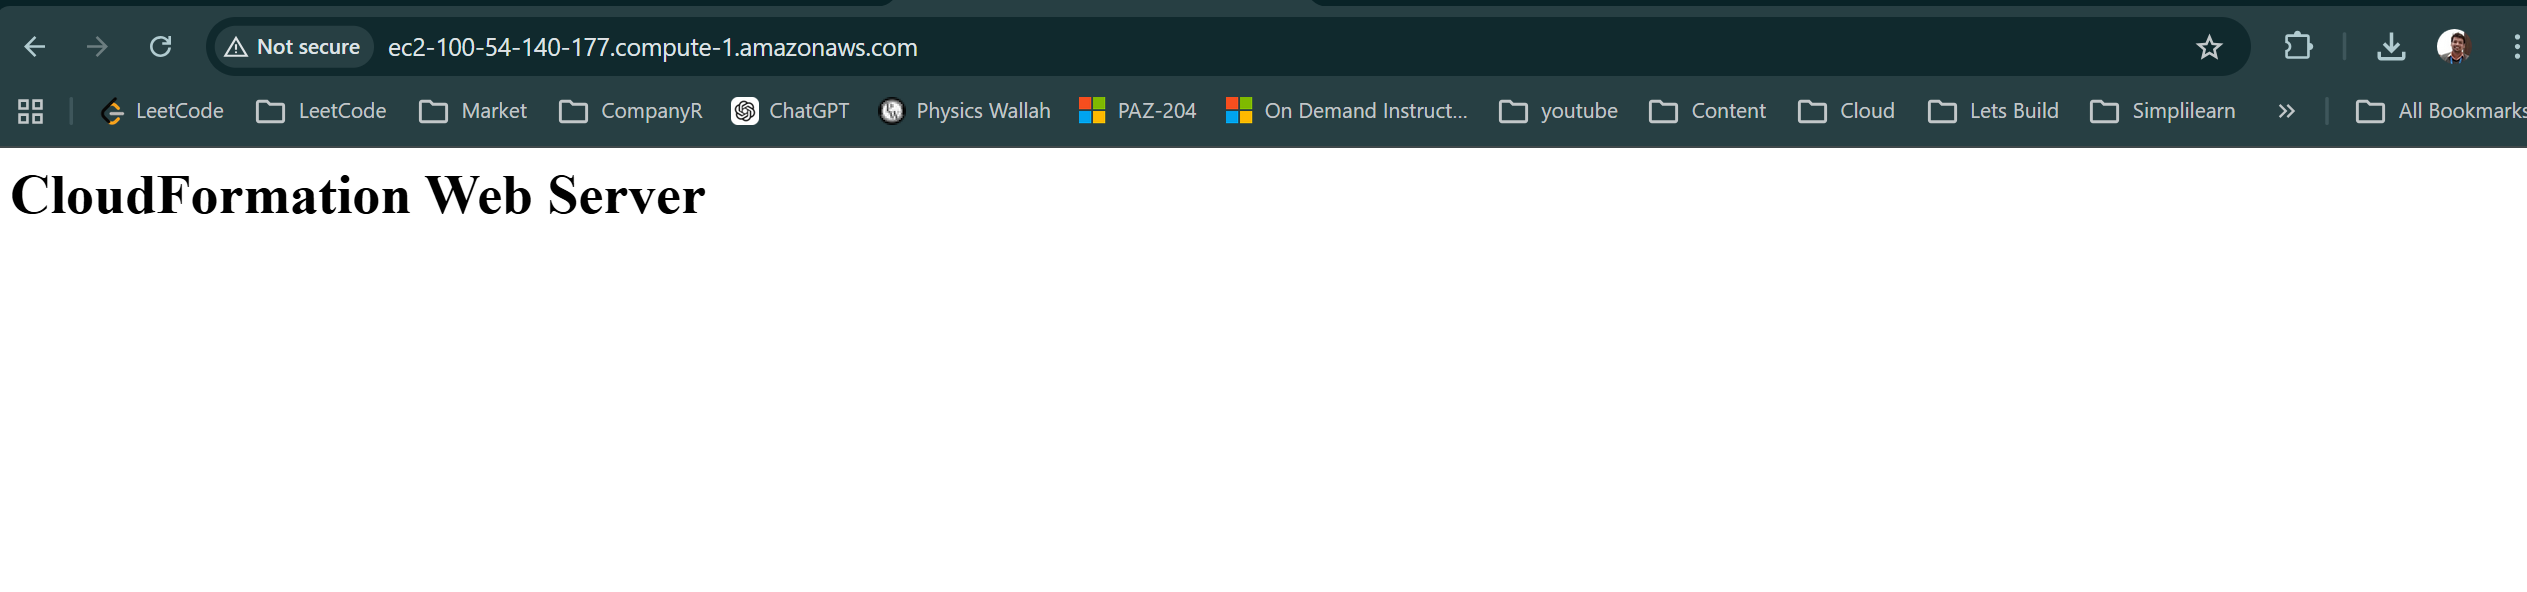 Not secure ec2-100-54-140-177.compute-1.amazonaws.com
LeetCode LeetCode Market CompanyR ChatGPT Physics Wallah PAZ-204 On Demand Instruct... youtube Content Cloud Lets Build Simplilearn All Bookmarks
CloudFormation Web Server